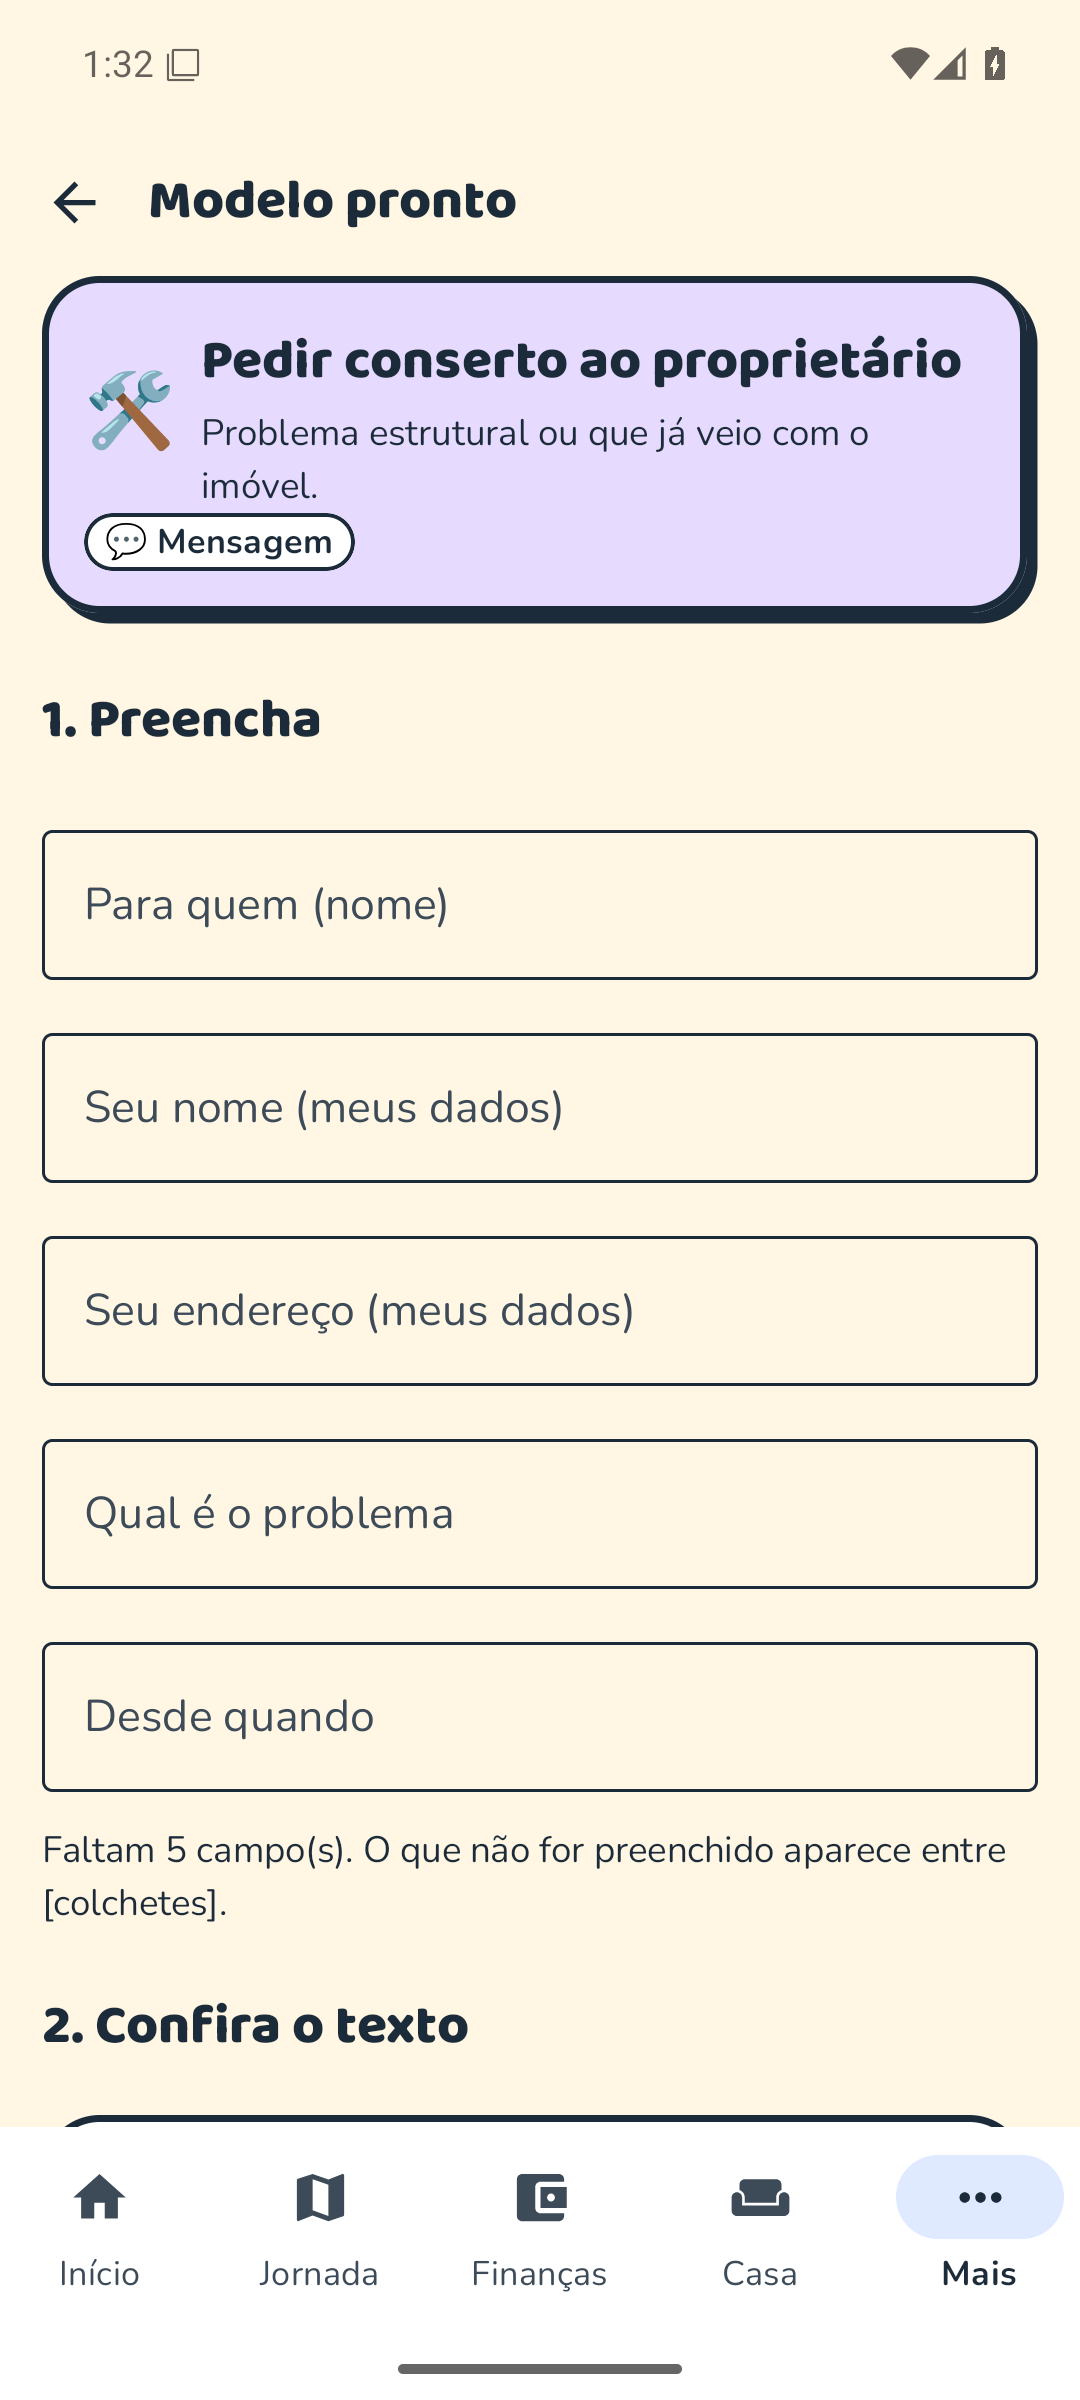 1:32
Modelo pronto
Pedir conserto ao proprietário
Problema estrutural ou que já veio com o
imóvel.
💬 Mensagem
1. Preencha
Para quem (nome)
Seu nome (meus dados)
Seu endereço (meus dados)
Qual é o problema
Desde quando
Faltam 5 campo(s). O que não for preenchido aparece entre
[colchetes].
2. Confira o texto
Início
Jornada
Finanças
Casa
Mais